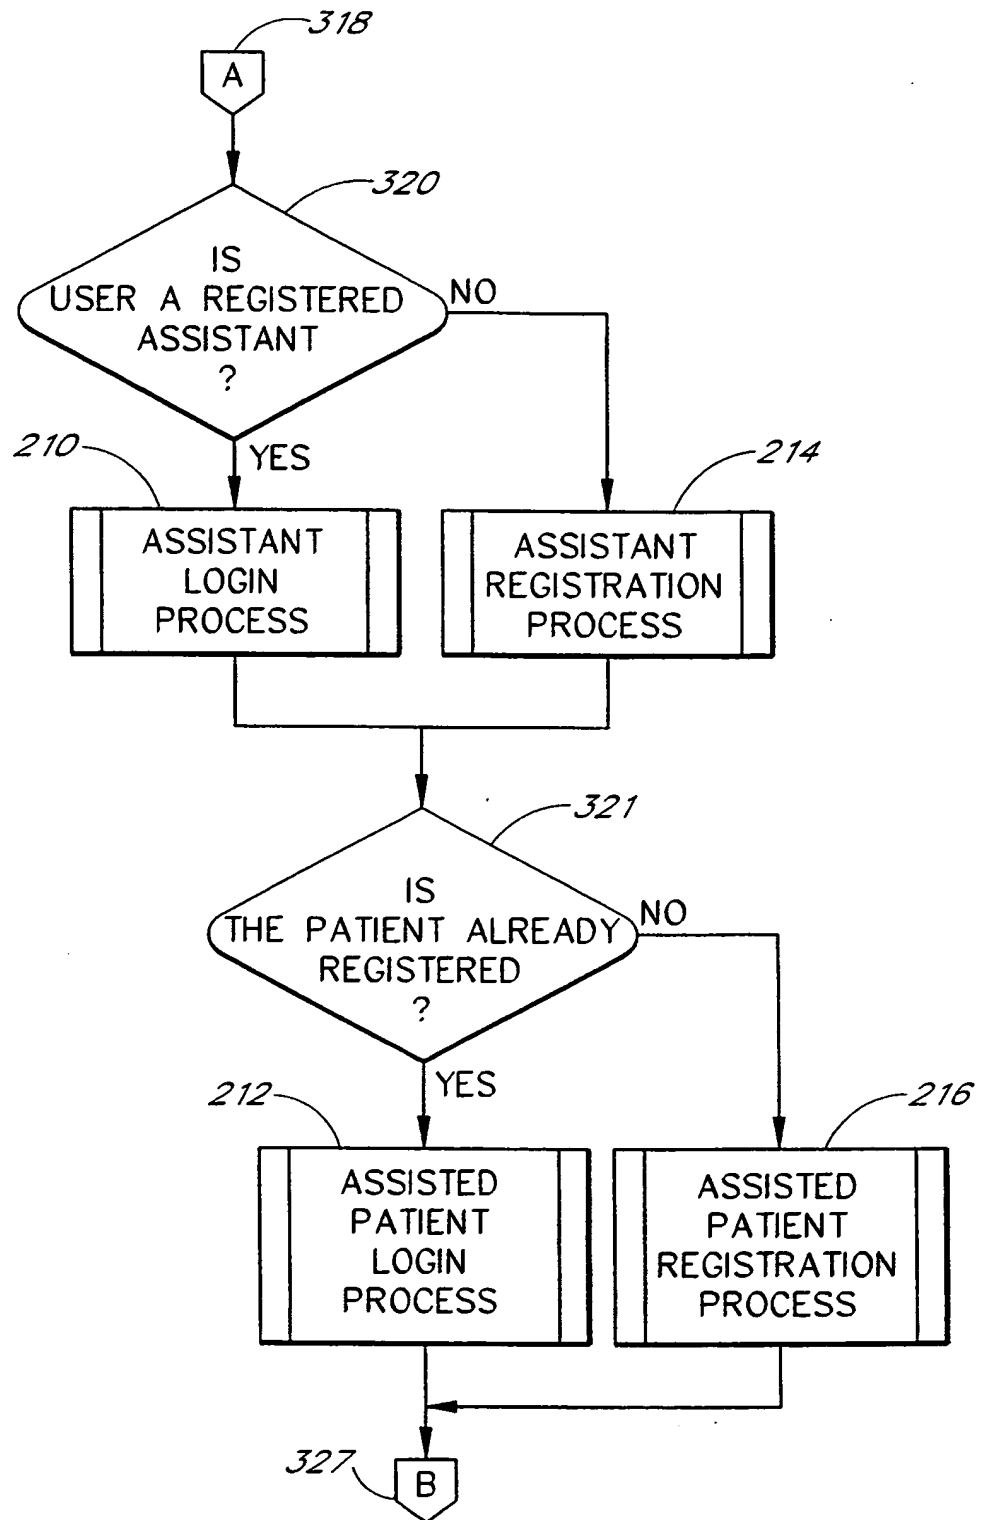 318
A
320
IS
USER A REGISTERED
ASSISTANT
?
NO
YES
210
214
ASSISTANT
LOGIN
PROCESS
ASSISTANT
REGISTRATION
PROCESS
321
IS
THE PATIENT ALREADY
REGISTERED
?
NO
YES
212
216
ASSISTED
PATIENT
LOGIN
PROCESS
ASSISTED
PATIENT
REGISTRATION
PROCESS
327
B